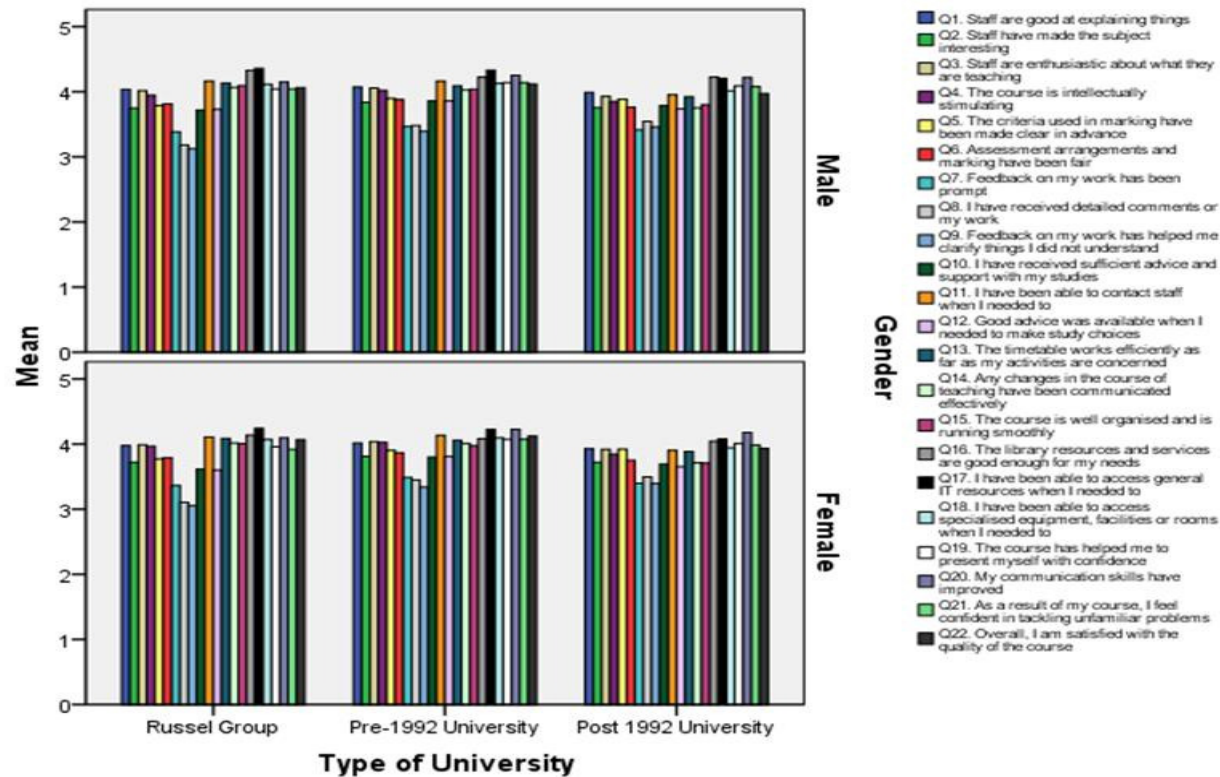 5
4
3
2
1
0
Male
5
4
3
2
1
0
Female
Mean
Gender
Russel Group
Pre-1992 University
Post 1992 University
Type of University
Q1. Staff are good at explaining things
Q2. Staff have made the subject
interesting
Q3. Staff are enthusiastic about what they
are teaching
Q4. The course is intellectually
stimulating
Q5. The criteria used in marking have
been made clear in advance
Q6. Assessment arrangements and
marking have been fair
Q7. Feedback on my work has been
prompt
Q8. I have received detailed comments or
my work
Q9. Feedback on my work has helped me
clarify things I did not understand
Q10. I have received sufficient advice and
support with my studies
Q11. I have been able to contact staff
when I needed to
Q12. Good advice was available when I
needed to make study choices
Q13. The timetable works efficiently as
far as my activities are concerned
Q14. Any changes in the course of
teaching have been communicated
effectively
Q15. The course is well organised and is
running smoothly
Q16. The library resources and services
are good enough for my needs
Q17. I have been able to access general
IT resources when I needed to
Q18. I have been able to access
specialised equipment, facilities or rooms
when I needed to
Q19. The course has helped me to
present myself with confidence
Q20. My communication skills have
improved
Q21. As a result of my course, I feel
confident in tackling unfamiliar problems
Q22. Overall, I am satisfied with the
quality of the course